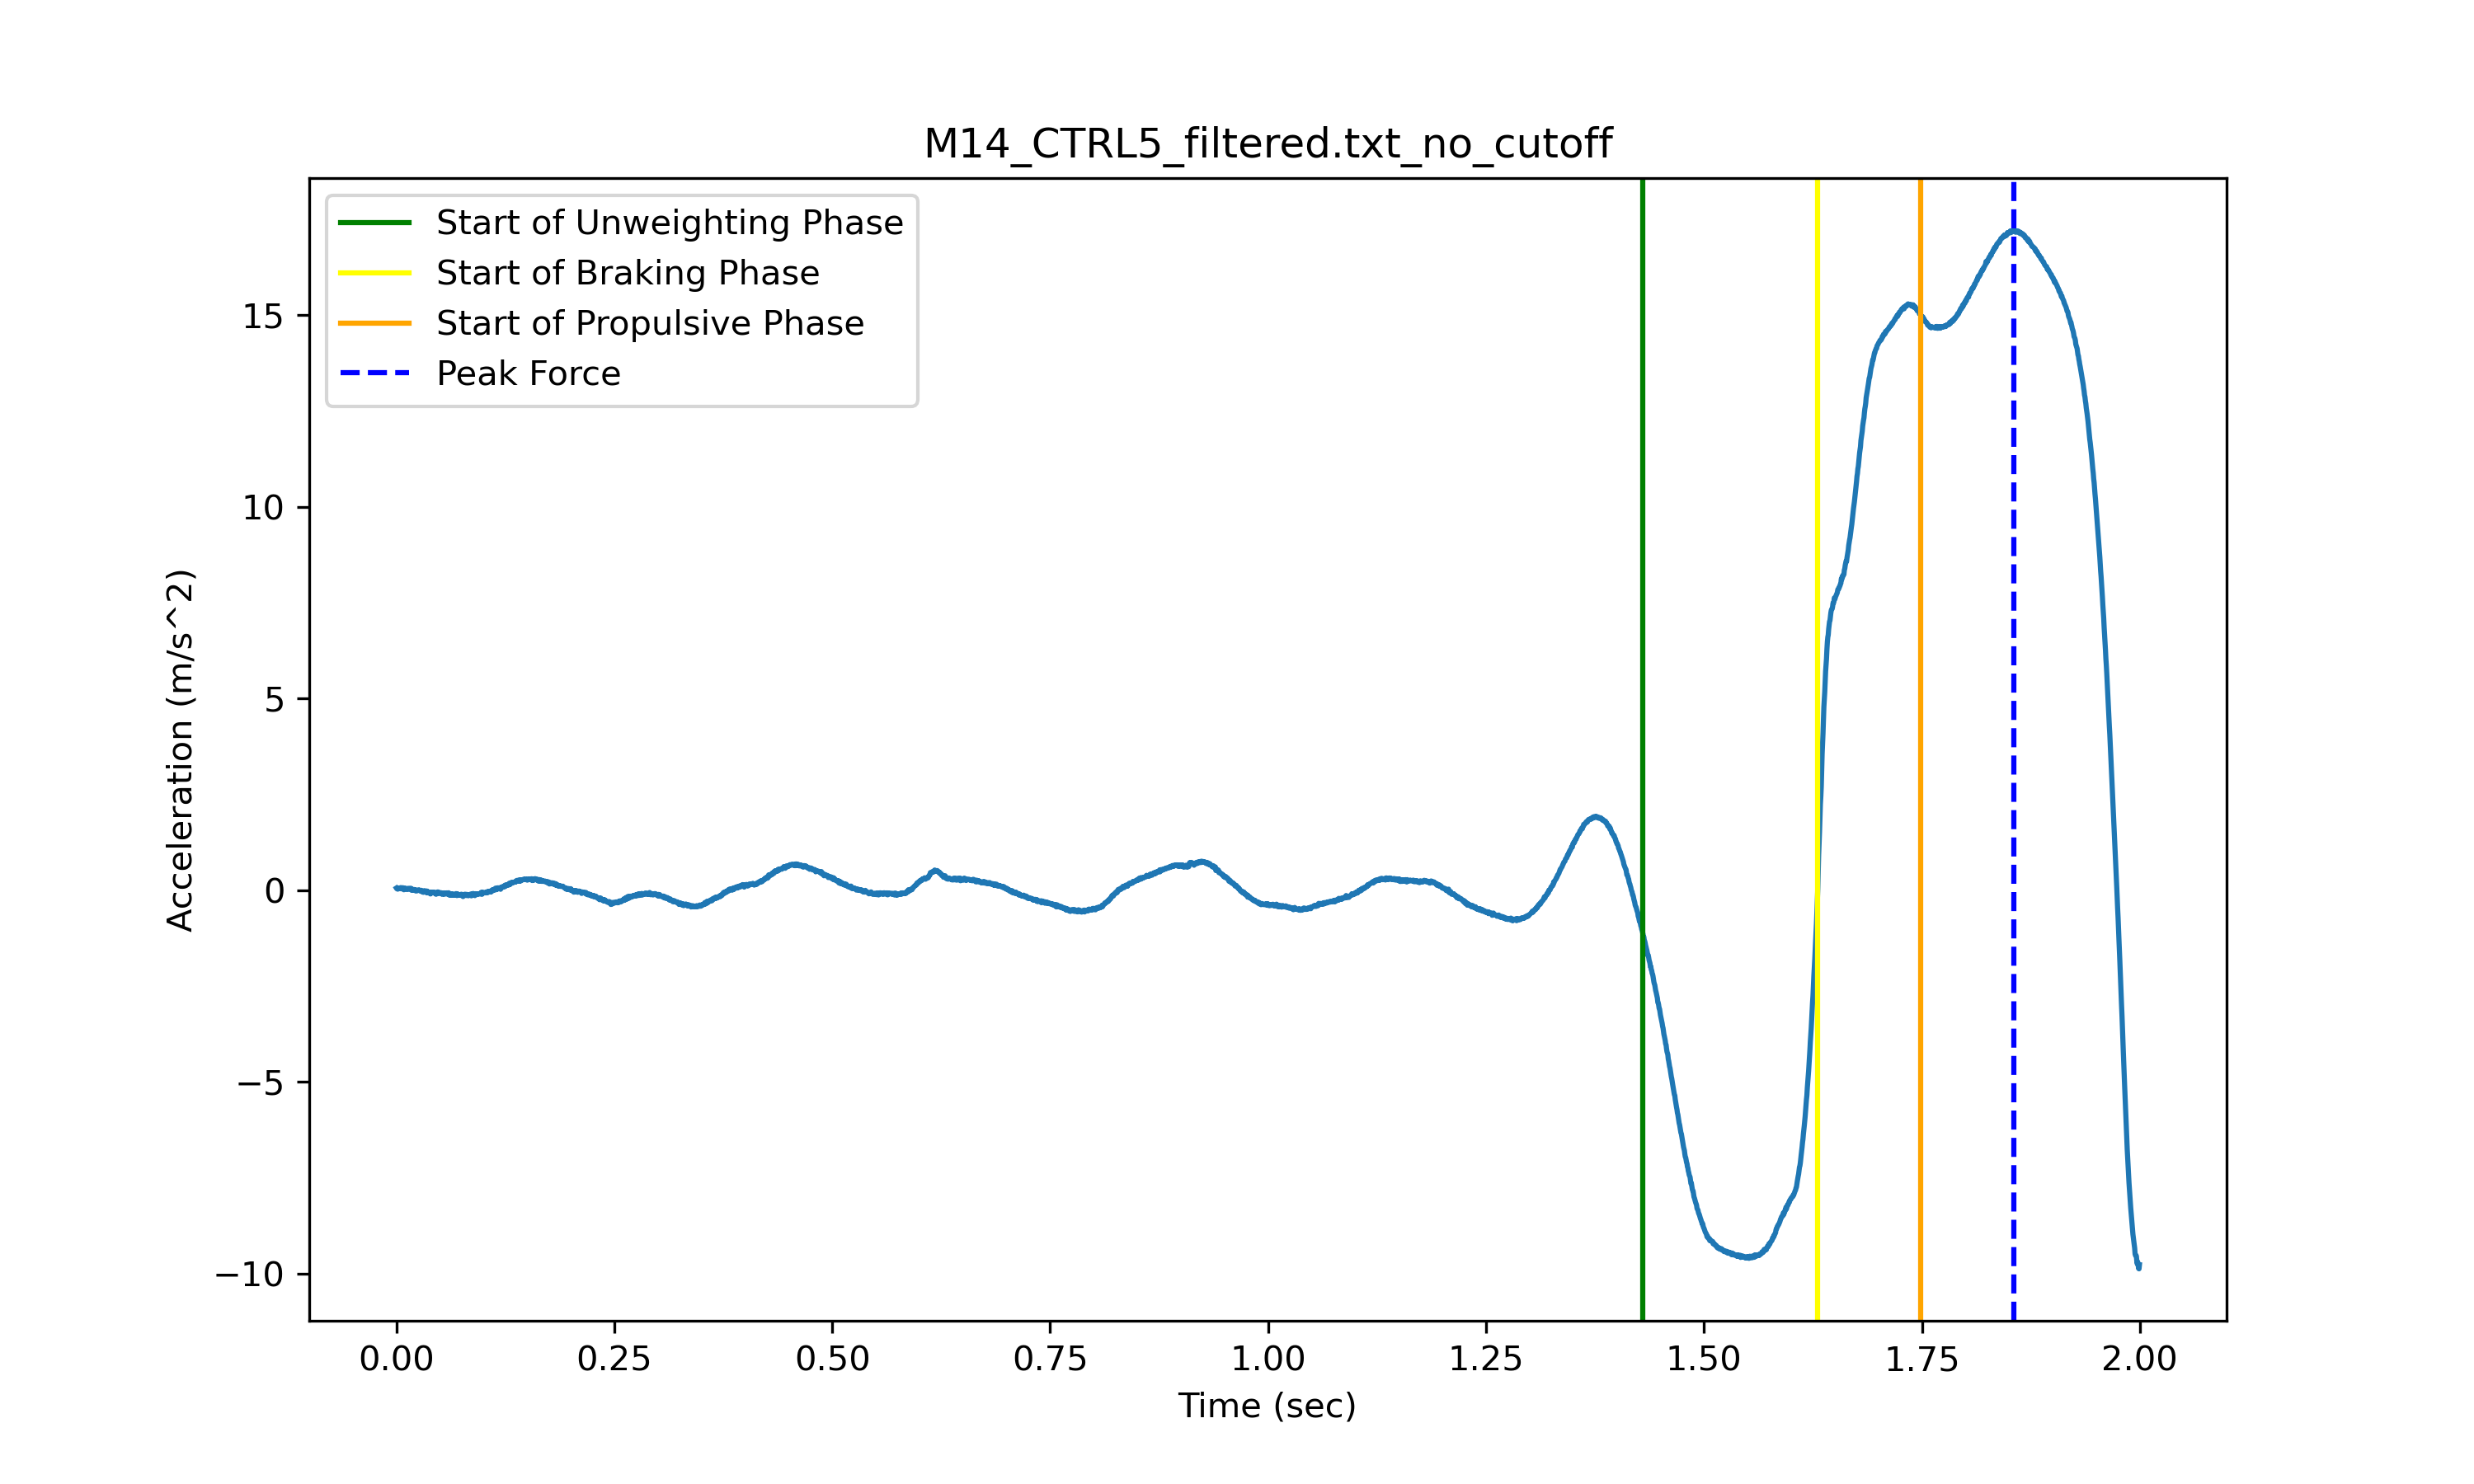 M14_CTRL5_filtered.txt_no_cutoff
Start of Unweighting Phase
Start of Braking Phase
Start of Propulsive Phase
Peak Force
15
10
5
0
−5
−10
Acceleration (m/s^2)
0.00 0.25 0.50 0.75 1.00 1.25 1.50 1.75 2.00
Time (sec)